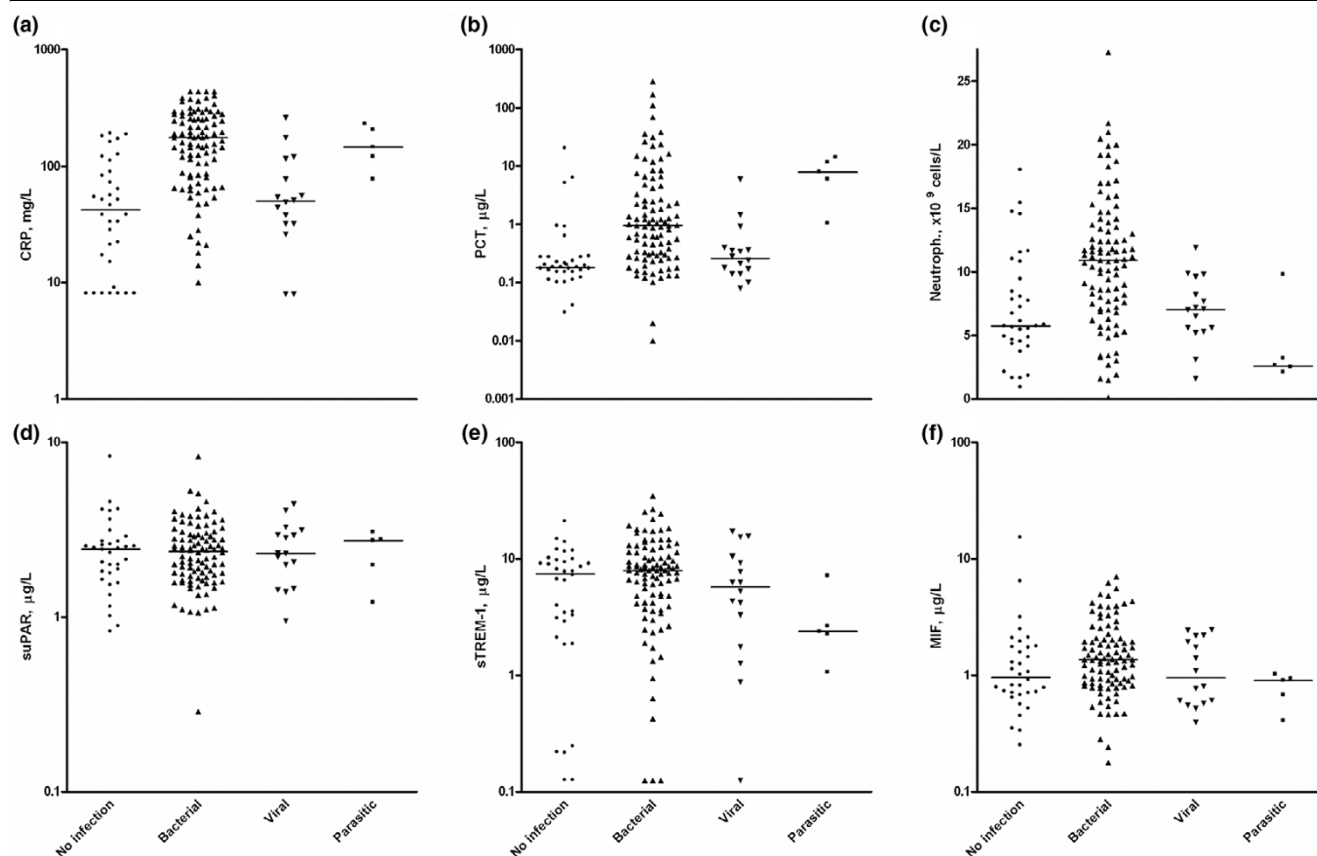 (a)
1000
100
10
1
CRP, mg/L
(b)
1000
100
10
1
0.1
0.01
0.001
PCT, μg/L
(c)
25
20
15
10
5
0
Neutroph., x10 9 cells/L
(d)
10
1
0.1
suPAR, μg/L
No infection
Bacterial
Viral
Parasitic
(e)
100
10
1
0.1
sTREM-1, μg/L
No infection
Bacterial
Viral
Parasitic
(f)
100
10
1
0.1
MIF, μg/L
No infection
Bacterial
Viral
Parasitic